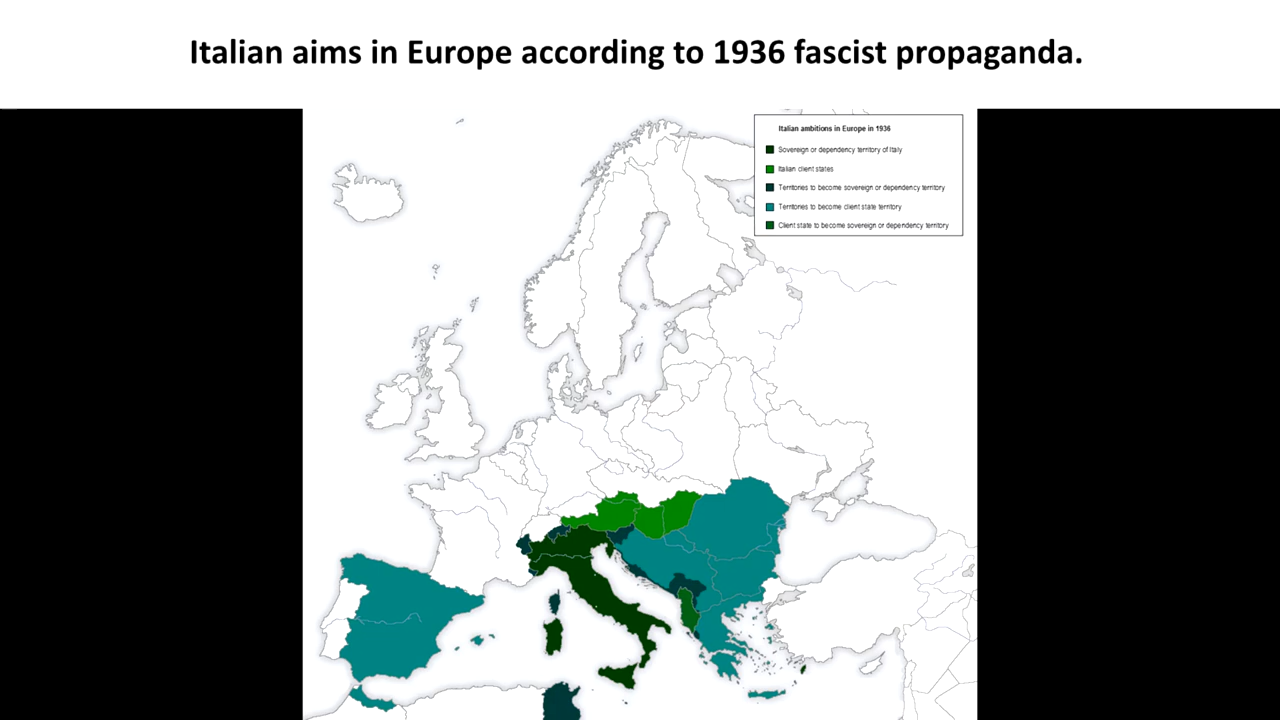 Italian aims in Europe according to 1936 fascist propaganda.
Italian ambitions in Europe in 1936
Sovereign or dependency territory of Italy
Italian client states
Territories to become sovereign or dependency territory
Territories to become client state territory
Client state to become sovereign or dependency territory